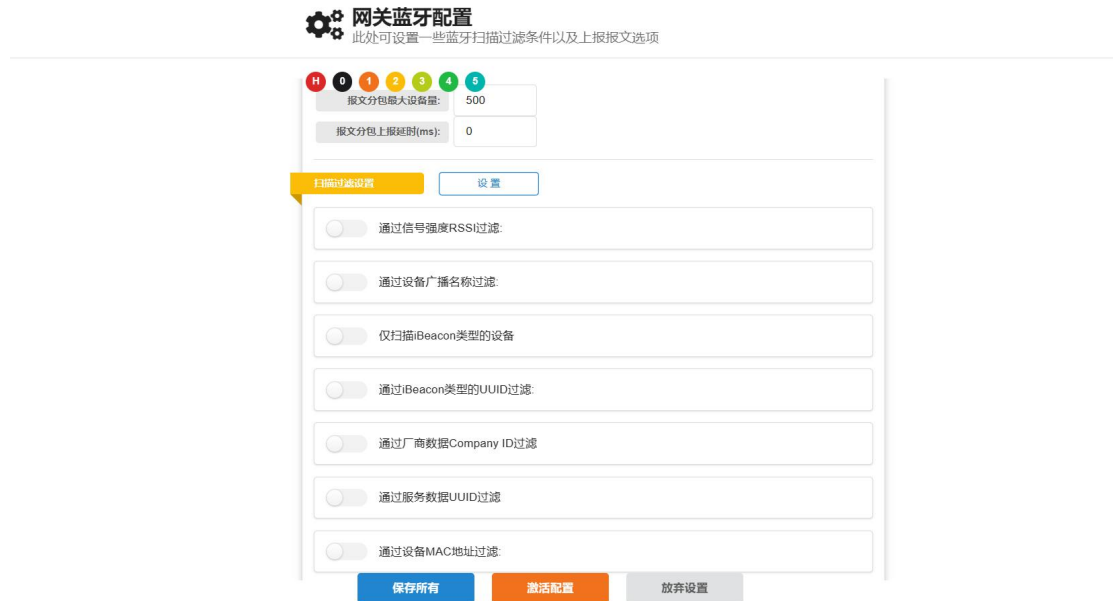 网关蓝牙配置
此处可设置一些蓝牙扫描过滤条件以及上报报文选项
H 0 1 2 3 4 5
报文分包最大设备量: 500
报文分包上报延时(ms): 0
扫描过滤设置 设 置
通过信号强度RSSI过滤:
通过设备广播名称过滤:
仅扫描iBeacon类型的设备
通过iBeacon类型的UUID过滤:
通过厂商数据Company ID过滤
通过服务数据UUID过滤
通过设备MAC地址过滤:
保存所有 激活配置 放弃设置